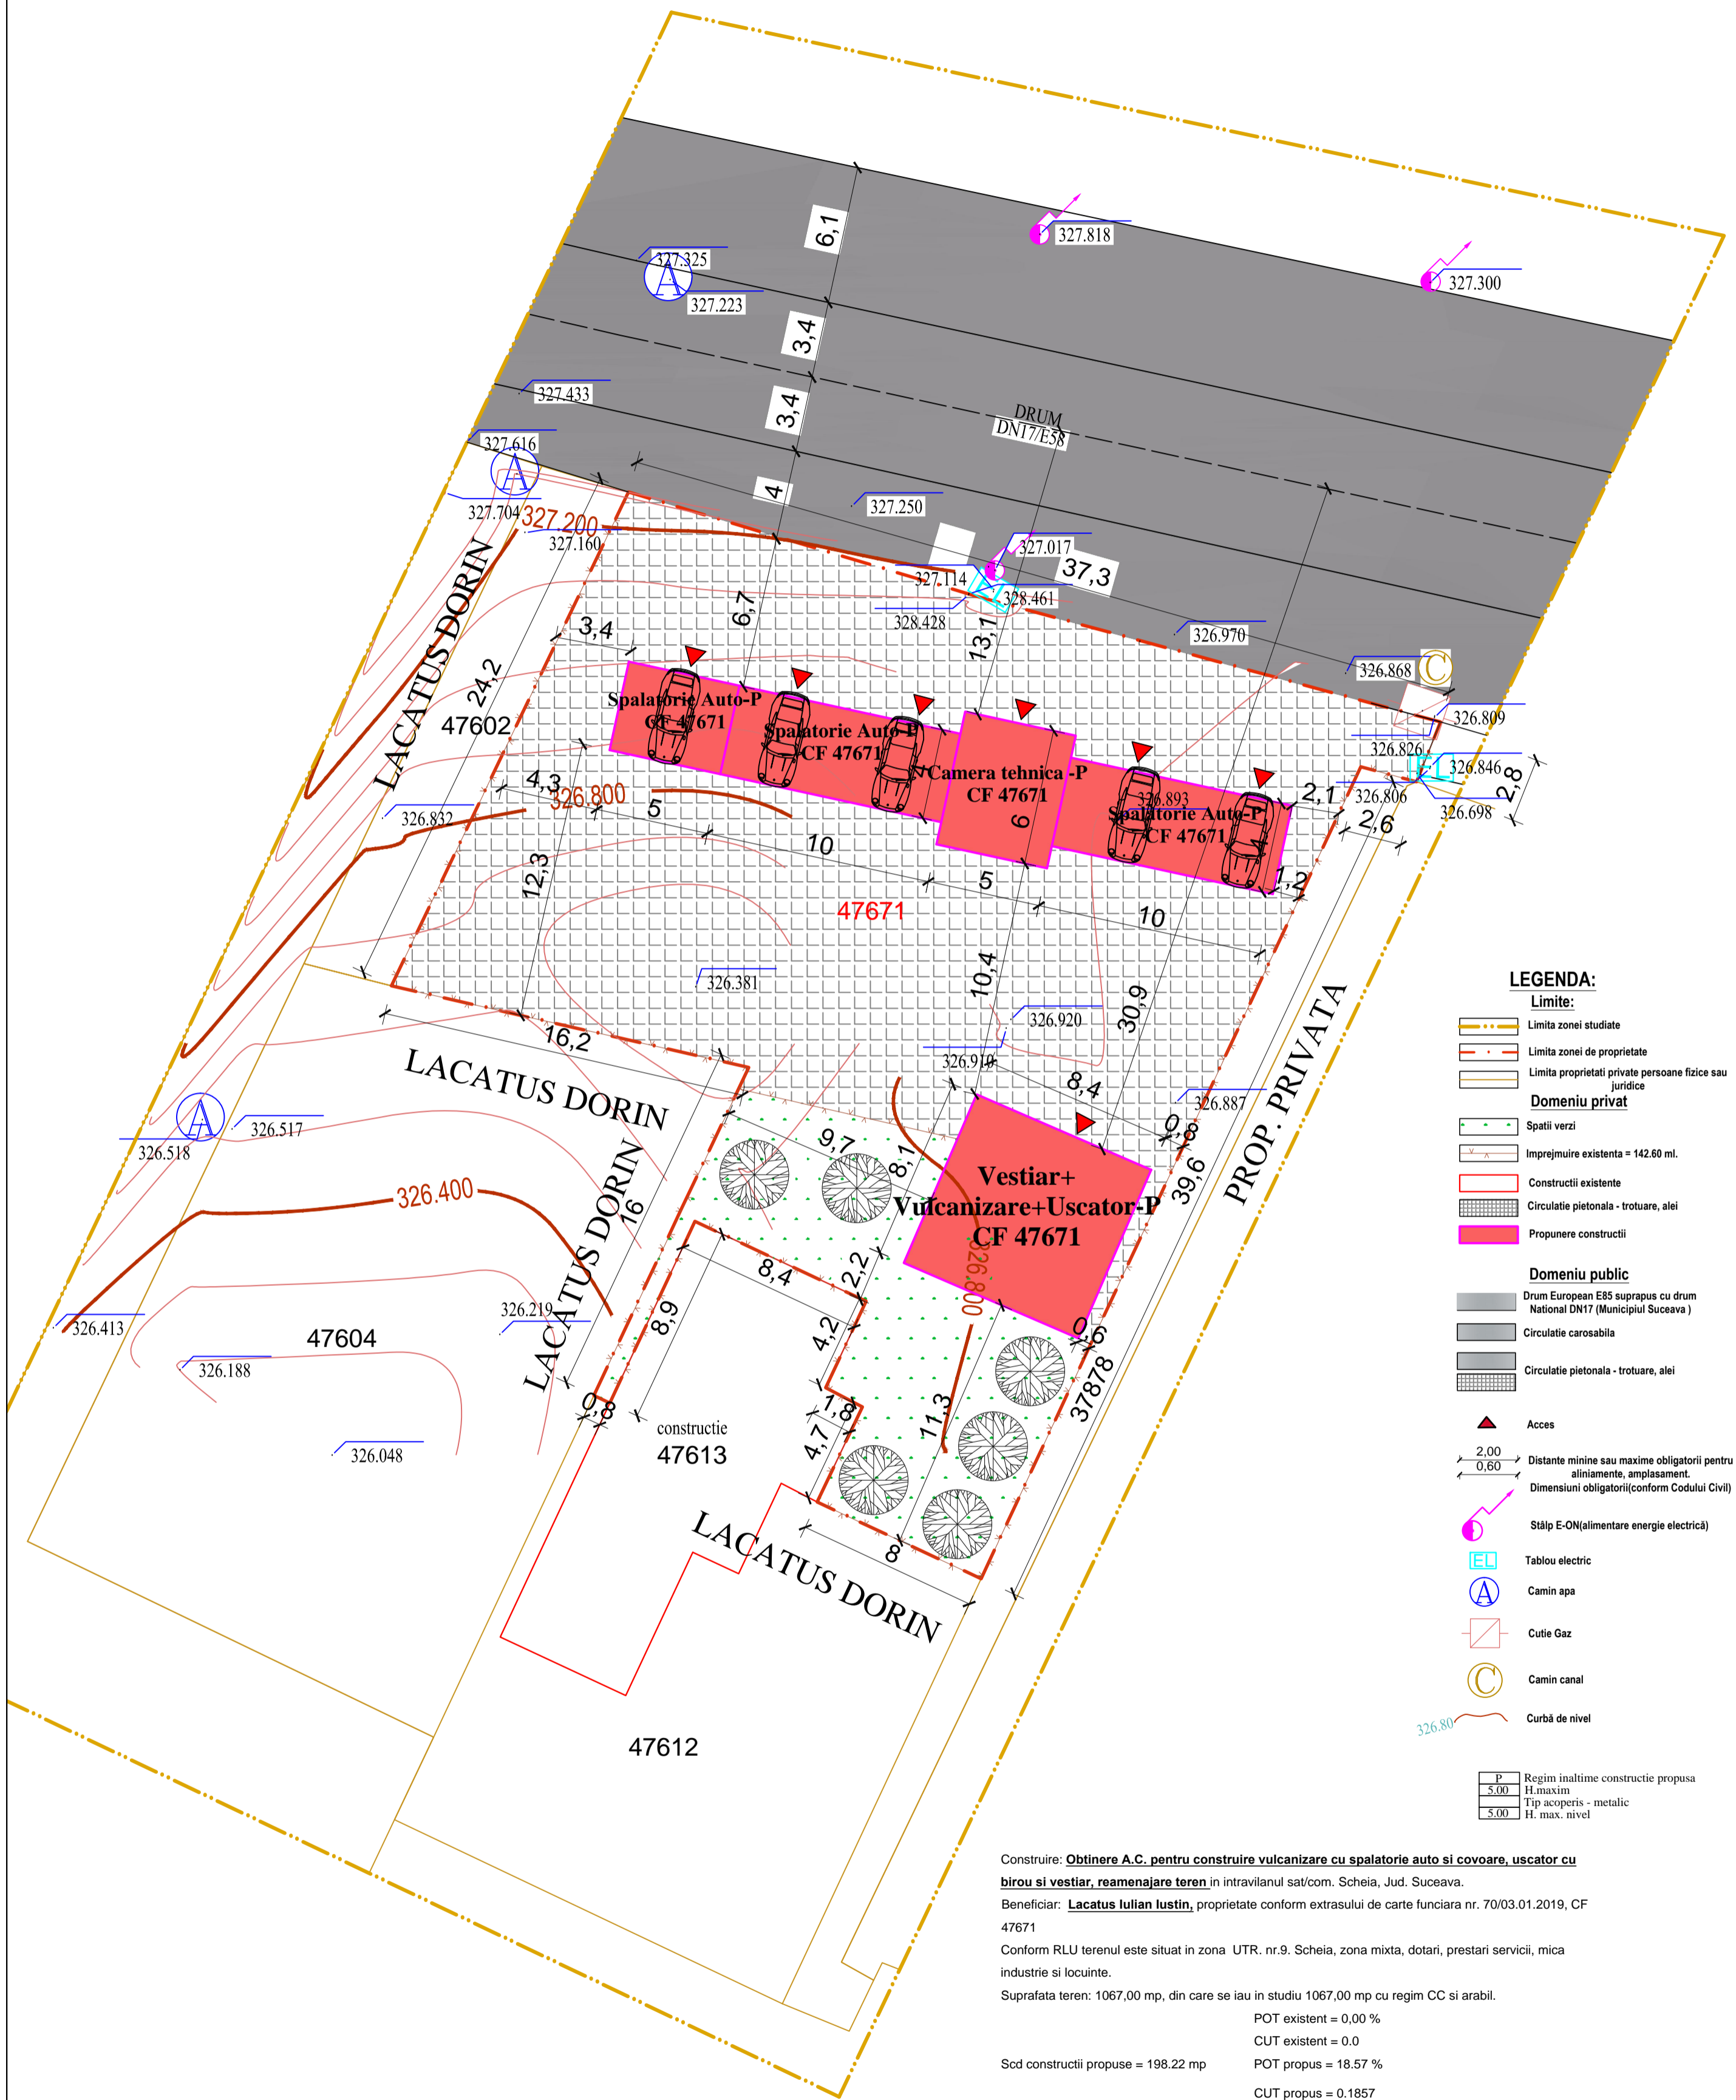 6,1
327.818
327.325
A
327.223
327.300
3,4
327.433
3,4
DRUM
DN17/E58
327.616
A
4
327.250
327.704
327.200
327.160
327.017
37,3
327.114
EL
328.461
328.428
6,7
13,1
326.970
3,4
326.868
C
LACATUS DORIN
24,2
47602
Spalatorie Auto-P
CF 47671
Spalatorie Auto-P
CF 47671
4
Camera tehnica -P
CF 47671
6
326.893
Spalatorie Auto-P
CF 47671
4
326.809
326.826
EL
326.846
326.806
326.698
2,8
2,1
2,6
1,2
4,3
326.800
5
10
5
10
326.832
12,3
47671
326.381
10,4
30,9
326.920
326.910
16,2
8,4
326.887
0,8
LACATUS DORIN
PROP. PRIVATA
A
326.517
326.518
9,7
8,1
39,6
Vestiar+
Vulcanizare+Uscator-P
CF 47671
326.400
LACATUS DORIN
16
8,4
2,2
326.800
8,9
4,2
0,6
37878
326.413
47604
326.219
326.188
0,8
constructie
47613
1,8
4,7
11,3
326.048
8
LACATUS DORIN
47612
LEGENDA:
Limite:
Limita zonei studiate
Limita zonei de proprietate
Limita proprietati private persoane fizice sau
juridice
Domeniu privat
Spatii verzi
Imprejmuire existenta = 142.60 ml.
Constructii existente
Circulatie pietonala - trotuare, alei
Propunere constructii
Domeniu public
Drum European E85 suprapus cu drum
National DN17 (Municipiul Suceava )
Circulatie carosabila
Circulatie pietonala - trotuare, alei
Acces
2,00
0,60
Distante minine sau maxime obligatorii pentru
aliniamente, amplasament.
Dimensiuni obligatorii(conform Codului Civil)
Stâlp E-ON(alimentare energie electrică)
EL Tablou electric
A Camin apa
Cutie Gaz
C Camin canal
326.80 Curbă de nivel
P Regim inaltime constructie propusa
5.00 H.maxim
Tip acoperis - metalic
5.00 H. max. nivel
Construire: Obtinere A.C. pentru construire vulcanizare cu spalatorie auto si covoare, uscator cu
birou si vestiar, reamenajare teren in intravilanul sat/com. Scheia, Jud. Suceava.
Beneficiar: Lacatus Iulian Iustin, proprietate conform extrasului de carte funciara nr. 70/03.01.2019, CF
47671
Conform RLU terenul este situat in zona UTR. nr.9. Scheia, zona mixta, dotari, prestari servicii, mica
industrie si locuinte.
Suprafata teren: 1067,00 mp, din care se iau in studiu 1067,00 mp cu regim CC si arabil.
POT existent = 0,00 %
CUT existent = 0.0
Scd constructii propuse = 198.22 mp POT propus = 18.57 %
CUT propus = 0.1857